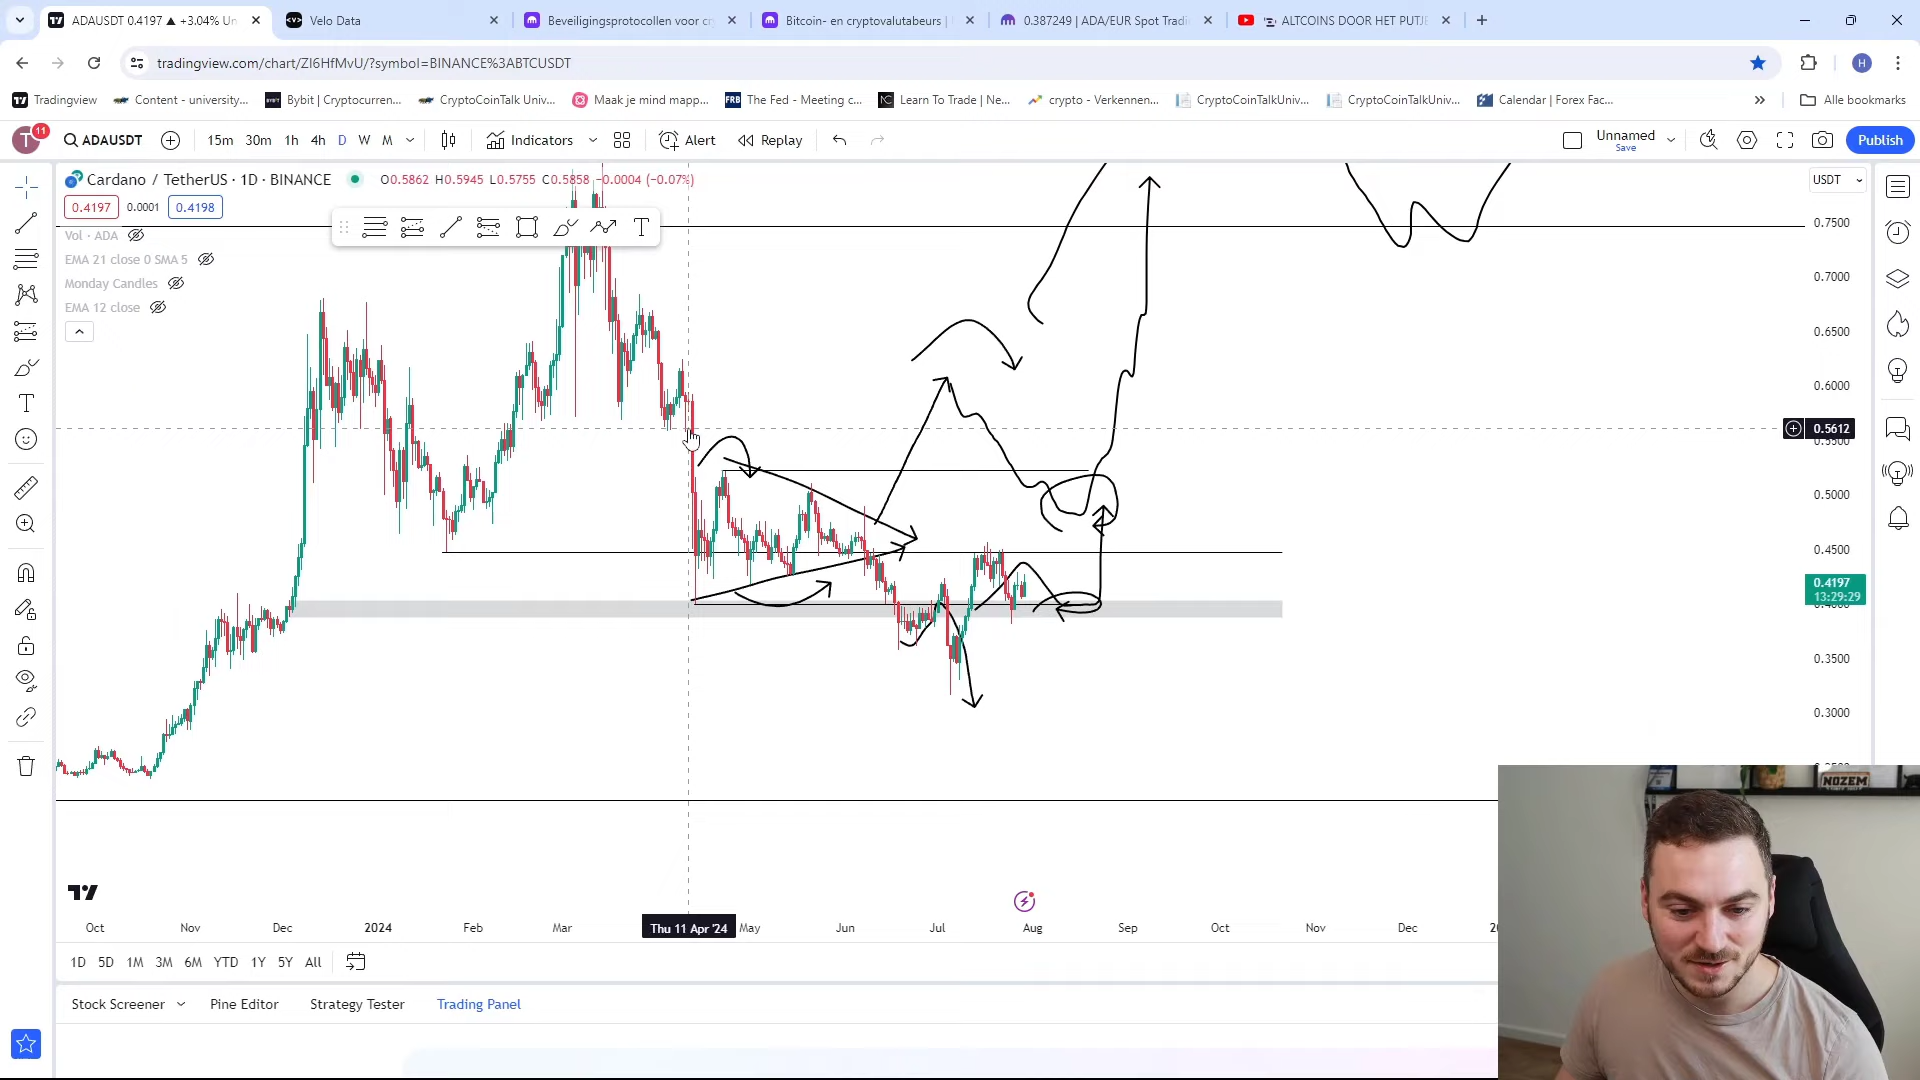 ADAUSDT 0.4197 ▲ +3.04% Un
Velo Data
Beveiligingsprotocollen voor cr
Bitcoin- en cryptovalutabeurs |
0.387249 | ADA/EUR Spot Tradi
ALTCOINS DOOR HET PUTJE
tradingview.com/chart/ZI6HfMvU/?symbol=BINANCE%3ABTCUSDT
H
Tradingview
Content - university...
Bybit | Cryptocurren...
CryptoCoinTalk Univ...
Maak je mind mapp...
FRB The Fed - Meeting c...
Learn To Trade | Ne...
crypto - Verkennen...
CryptoCoinTalkUniv...
CryptoCoinTalkUniv...
Calendar | Forex Fac...
Alle bookmarks
T 11
ADAUSDT
15m 30m 1h 4h D W M
Indicators
Alert
Replay
Unnamed
Save
Publish
Cardano / TetherUS · 1D · BINANCE
O0.5862 H0.5945 L0.5755 C0.5858 −0.0004 (−0.07%)
USDT
0.4197 0.0001 0.4198
Vol · ADA
EMA 21 close 0 SMA 5
Monday Candles
EMA 12 close
0.7500
0.7000
0.6500
0.6000
0.5612
0.5500
0.5000
0.4500
0.4197
13:29:29
0.3500
0.3000
NOZEM
Oct Nov Dec 2024 Feb Mar Thu 11 Apr '24 May Jun Jul Aug Sep Oct Nov Dec
1D 5D 1M 3M 6M YTD 1Y 5Y All
Stock Screener Pine Editor Strategy Tester Trading Panel